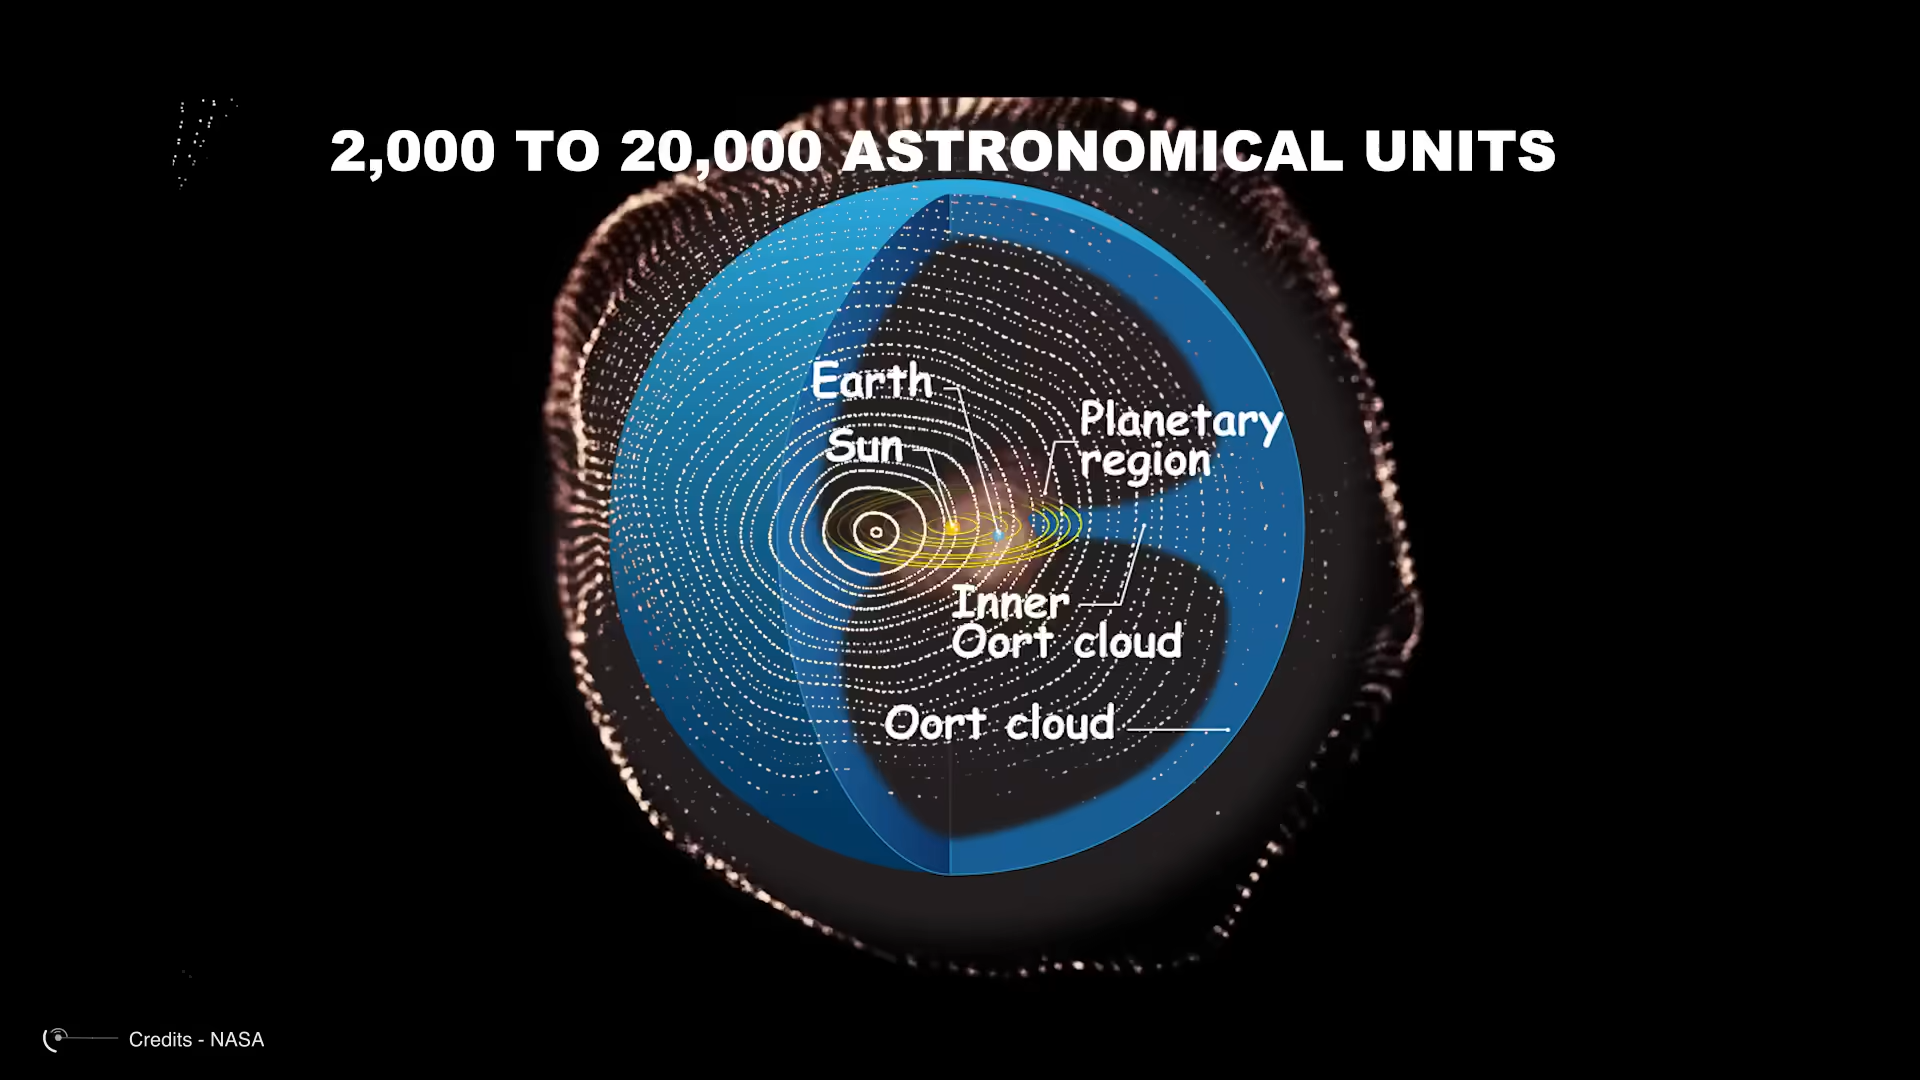 2,000 TO 20,000 ASTRONOMICAL UNITS
Earth
Sun
Planetary
region
Inner
Oort cloud
Oort cloud
Credits - NASA